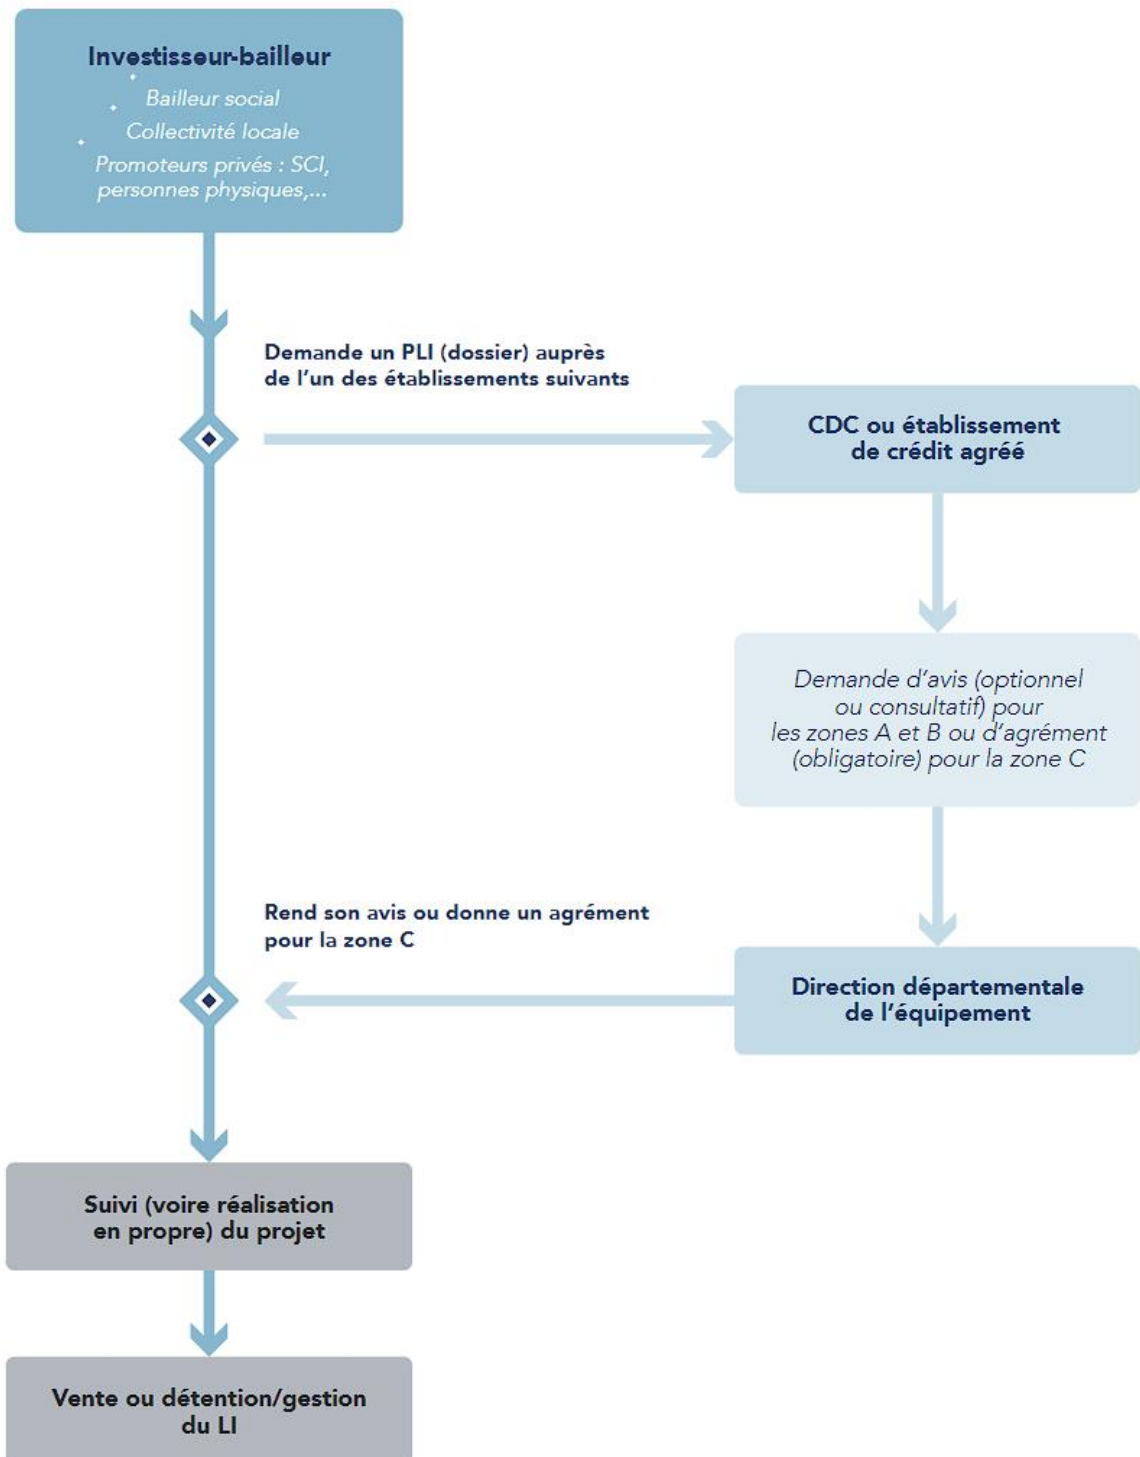 Investisseur-bailleur
Bailleur social
Collectivité locale
Promoteurs privés : SCI,
personnes physiques,...
Demande un PLI (dossier) auprès
de l'un des établissements suivants
CDC ou établissement
de crédit agréé
Demande d'avis (optionnel
ou consultatif) pour
les zones A et B ou d'agrément
(obligatoire) pour la zone C
Rend son avis ou donne un agrément
pour la zone C
Direction départementale
de l'équipement
Suivi (voire réalisation
en propre) du projet
Vente ou détention/gestion
du LI